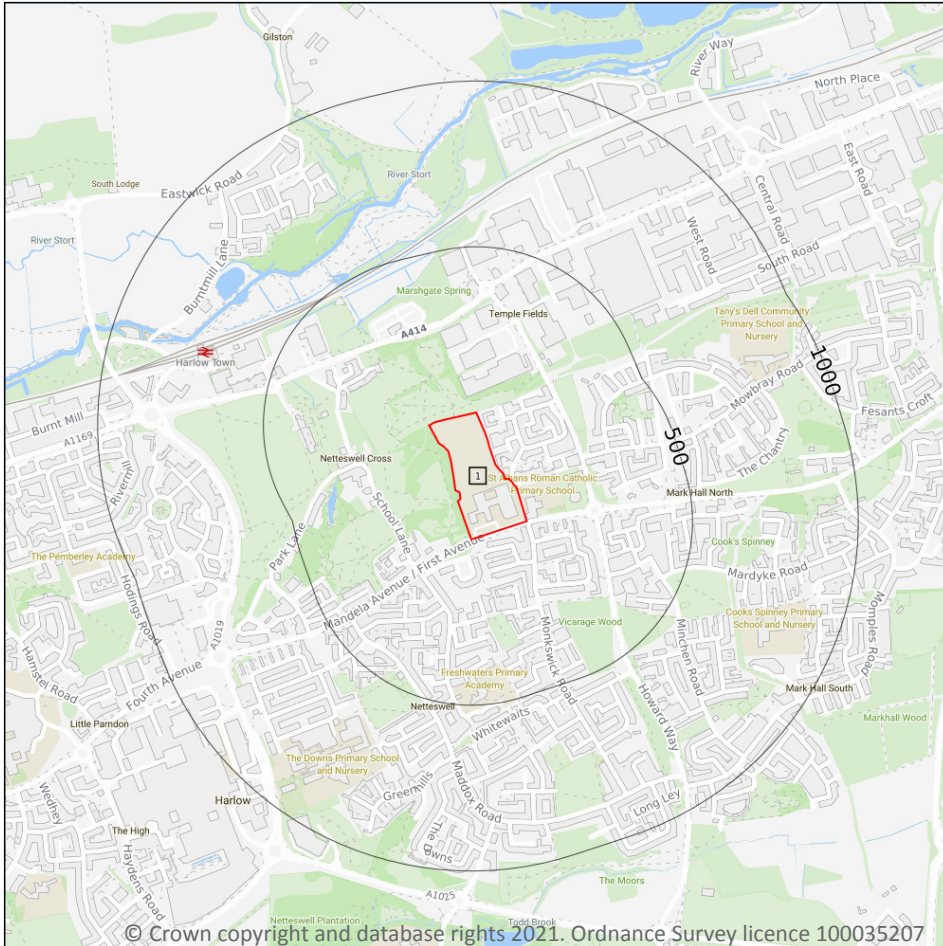 Gilston
River Way
North Place
River Stort
South Lodge
Eastwick Road
East Road
Central Road
River Stort
West Road
South Road
Burntmill Lane
Marshgate Spring
Temple Fields
A414
Tany's Dell Community
Primary School and
Nursery
Harlow Town
1000
Mowbray Road
Fesants Croft
Burnt Mill
A1169
500
Netteswell Cross
The Chantry
1
St Albans Roman Catholic
Primary School
Rivermill
Mark Hall North
School Lane
Park Lane
Mandela Avenue / First Avenue
Cook's Spinney
The Pemberley Academy
Mardyke Road
Hodings Road
Momples Road
Cooks Spinney Primary
School and Nursery
A1019
Vicarage Wood
Monkswick Road
Minchen Road
Hamstel Road
Fourth Avenue
Freshwaters Primary
Academy
Mark Hall South
Netteswell
Howard Way
Markhall Wood
Little Parndon
Whitewaits
The Downs Primary School
and Nursery
Greenhills
Maddox Road
Wedhey
Harlow
Long Ley
The High
The Downs
Haydens Road
The Moors
A1025
Netteswell Plantation
Todd Brook
© Crown copyright and database rights 2021. Ordnance Survey licence 100035207